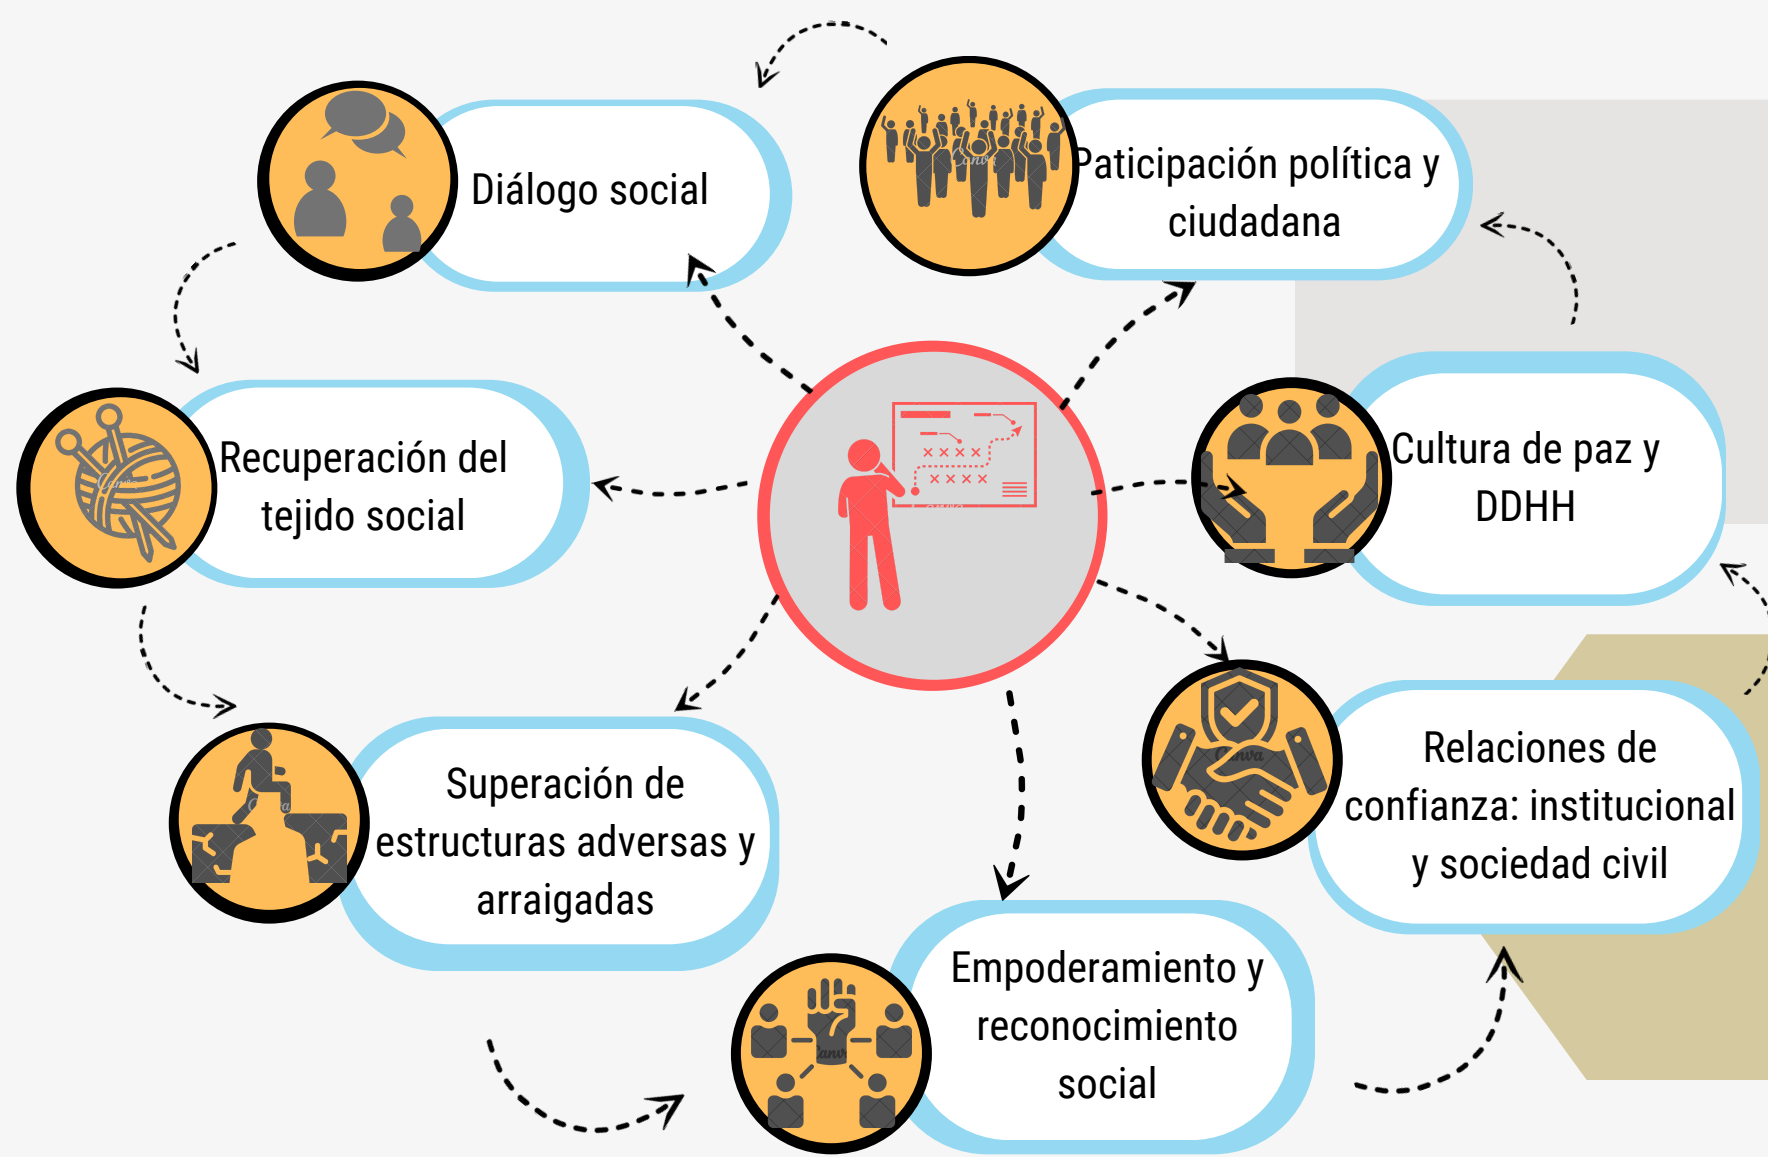 Diálogo social
Paticipación política y
ciudadana
Recuperación del
tejido social
Cultura de paz y
DDHH
Superación de
estructuras adversas y
arraigadas
Relaciones de
confianza: institucional
y sociedad civil
Empoderamiento y
reconocimiento
social